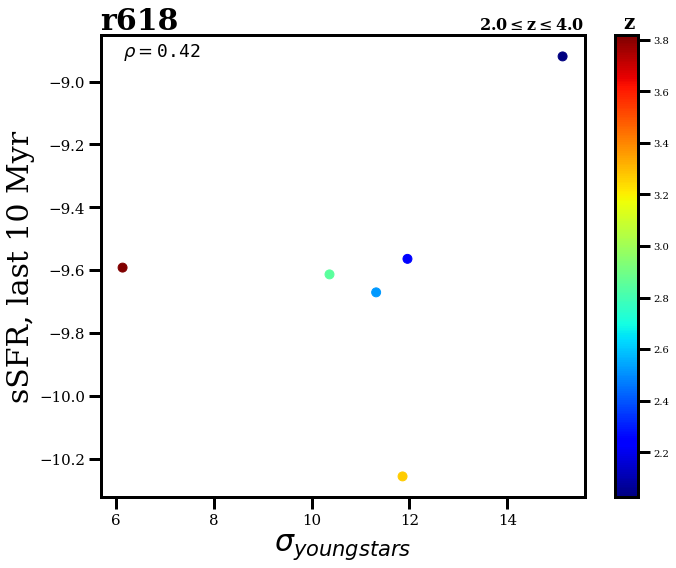 r618
2.0 ≤ z ≤ 4.0
z
ρ = 0.42
sSFR, last 10 Myr
−9.0
−9.2
−9.4
−9.6
−9.8
−10.0
−10.2
6 8 10 12 14
σyoungstars
3.8
3.6
3.4
3.2
3.0
2.8
2.6
2.4
2.2